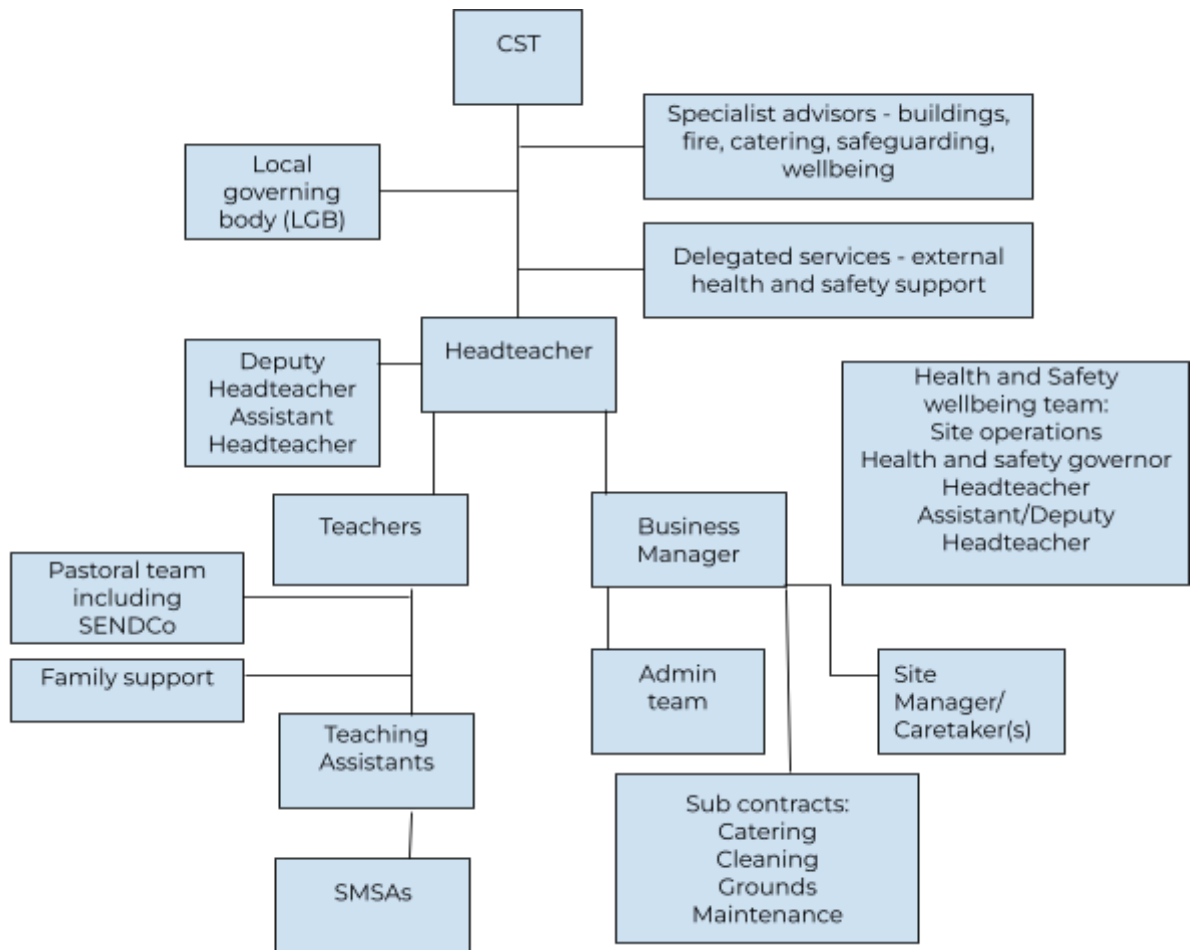 CST
Specialist advisors - buildings,
fire, catering, safeguarding,
wellbeing
Local
governing
body (LGB)
Delegated services - external
health and safety support
Headteacher
Deputy
Headteacher
Assistant
Headteacher
Health and Safety
wellbeing team:
Site operations
Health and safety governor
Headteacher
Assistant/Deputy
Headteacher
Teachers
Business
Manager
Pastoral team
including
SENDCo
Family support
Admin
team
Site
Manager/
Caretaker(s)
Teaching
Assistants
Sub contracts:
Catering
Cleaning
Grounds
Maintenance
SMSAs